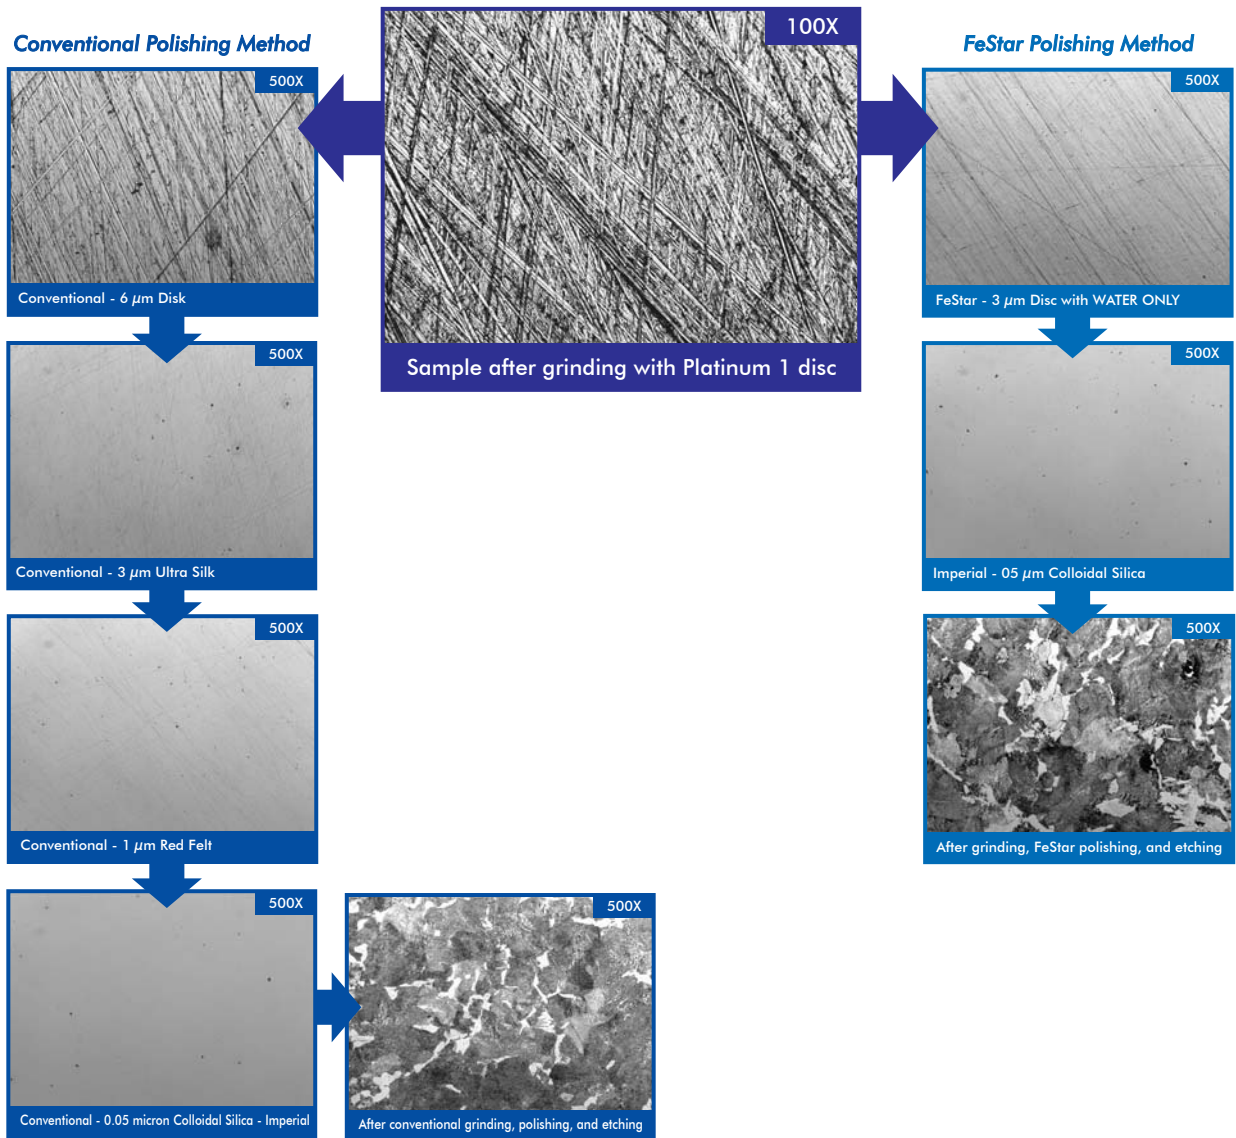 100X
Sample after grinding with Platinum 1 disc
Conventional Polishing Method
500X
Conventional - 6 µm Disk
500X
Conventional - 3 µm Ultra Silk
500X
Conventional - 1 µm Red Felt
500X
Conventional - 0.05 micron Colloidal Silica - Imperial
500X
After conventional grinding, polishing, and etching
FeStar Polishing Method
500X
FeStar - 3 µm Disc with WATER ONLY
500X
Imperial - 05 µm Colloidal Silica
500X
After grinding, FeStar polishing, and etching